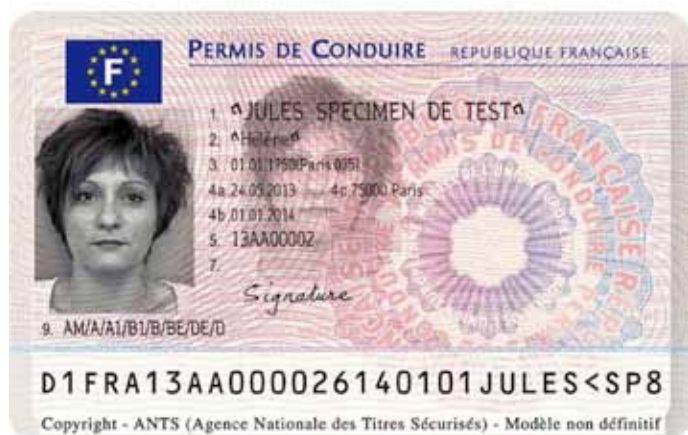 F
PERMIS DE CONDUIRE RÉPUBLIQUE FRANÇAISE
1. ^JULES SPECIMEN DE TEST^
2. ^Hélène^
3. 01.01.1750(Paris 075)
4a 24.05.2013 4c 75000 Paris
4b 01.01.2014
5. 13AA00002
7.
Signature
9. AM/A/A1/B1/B/BE/DE/D
D1FRA13AA000026140101JULES<SP8
Copyright - ANTS (Agence Nationale des Titres Sécurisés) - Modèle non définitif